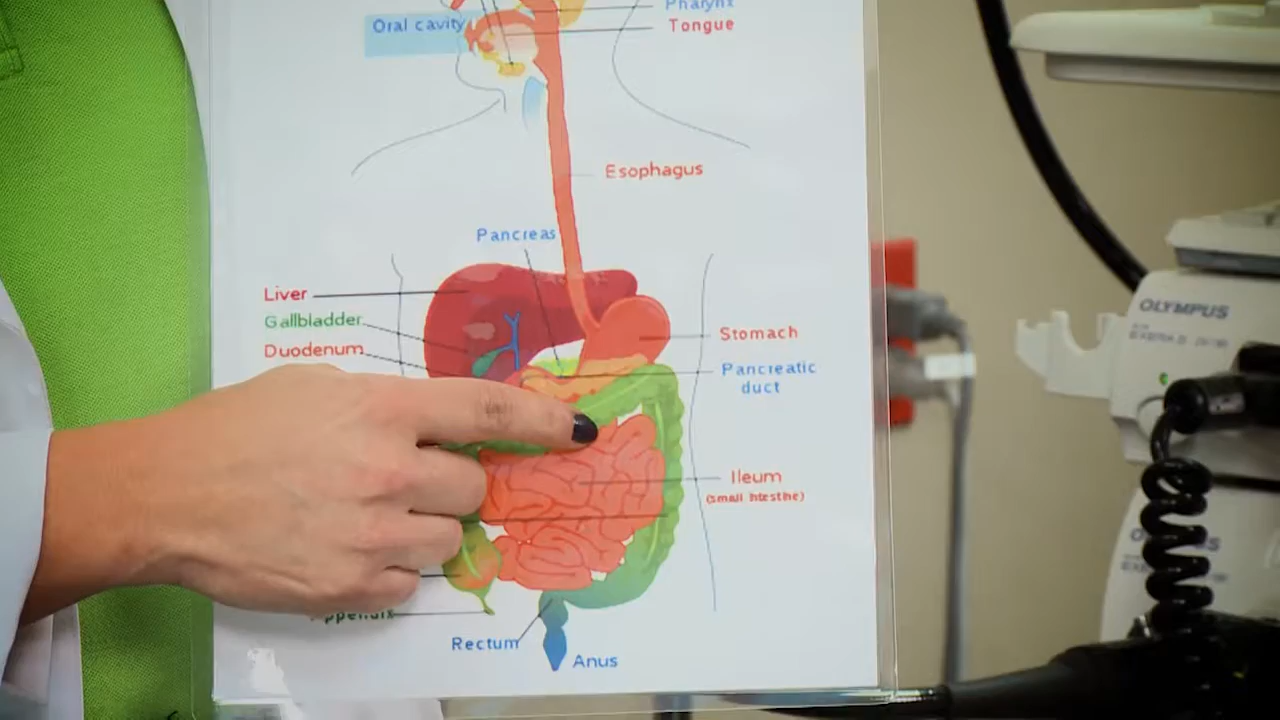 Pharynx
Oral cavity
Tongue
Esophagus
Pancreas
Liver
Gallbladder
Duodenum
Stomach
Pancreatic
duct
Ileum
(small intestine)
Rectum
Anus
OLYMPUS